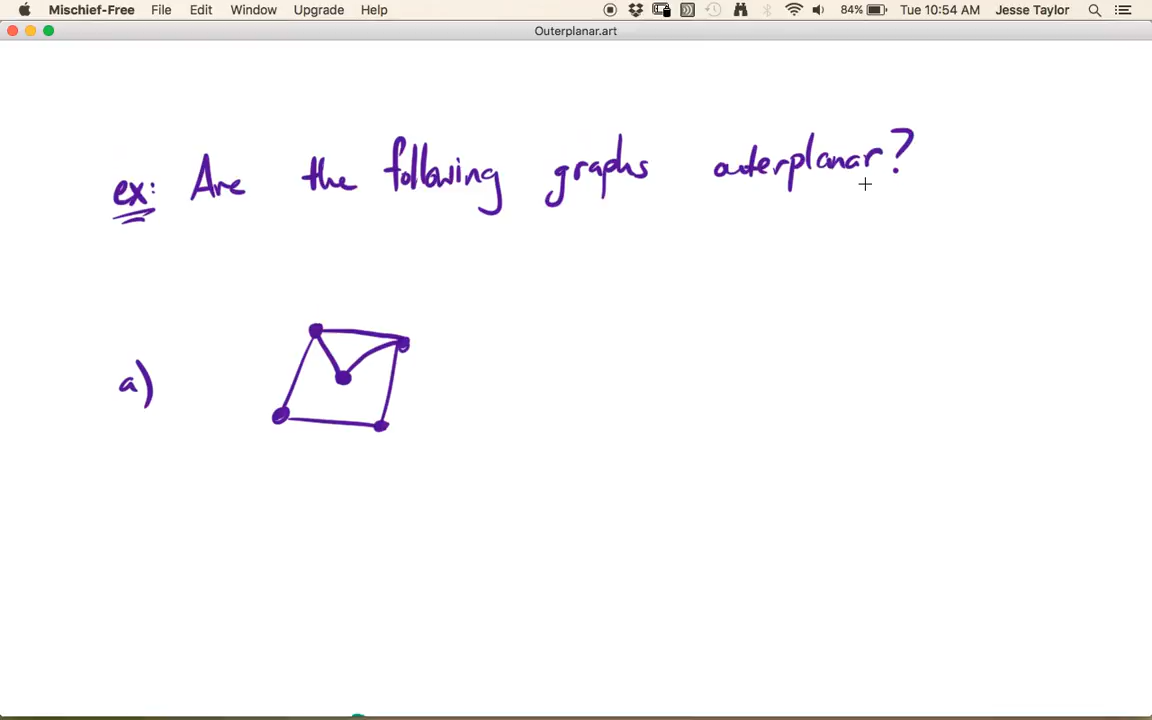 Mischief-Free File Edit Window Upgrade Help 84% Tue 10:54 AM Jesse Taylor
Outerplanar.art
ex: Are the following graphs outerplanar?
a)